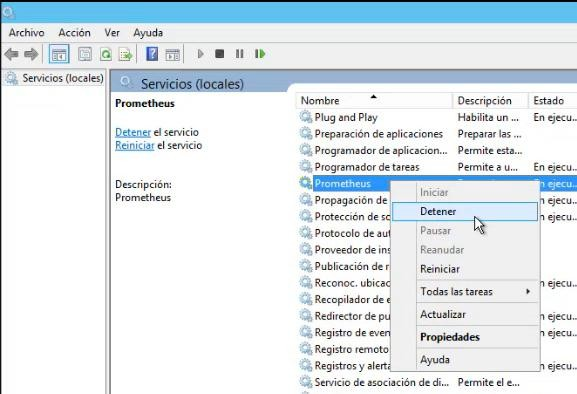 Archivo Acción Ver Ayuda
Servicios (locales)
Servicios (locales)
Prometheus
Detener el servicio
Reiniciar el servicio
Descripción:
Prometheus
Nombre Descripción Estado
Plug and Play Habilita un ... En ejecu...
Preparación de aplicaciones Preparar las ...
Programador de aplicacion... Permite esta...
Programador de tareas Permite a u... En ejecu...
Prometheus En ejecu...
Propagación de n ejecu...
Protección de so n ejecu...
Protocolo de aut
Proveedor de ins
Publicación de r
Reconoc. ubicac n ejecu...
Recopilador de e
Redirector de pu n ejecu...
Registro de even n ejecu...
Registro remoto
Registros y alerta n ejecu...
Servicio de asociación de di... Permite el e...
Iniciar
Detener
Pausar
Reanudar
Reiniciar
Todas las tareas
Actualizar
Propiedades
Ayuda